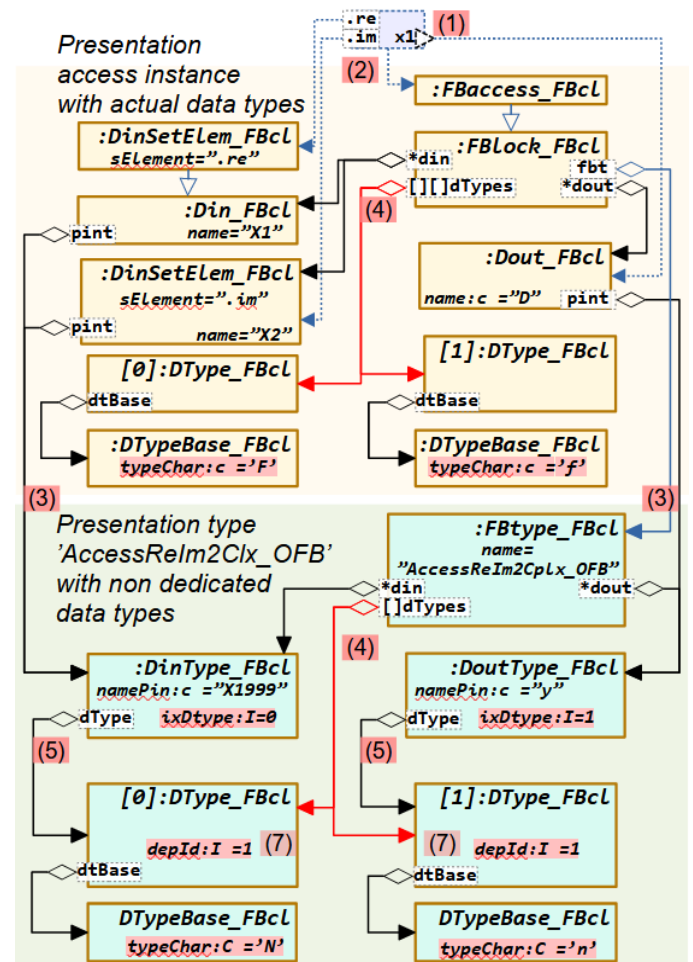 .re
.im x1
(1)
Presentation
access instance
with actual data types
(2)
:FBaccess_FBcl
:DinSetElem_FBcl
sElement=”.re”
:FBlock_FBcl
*din
fbt
[][]dTypes
*dout
(4)
:Din_FBcl
pint
name=”X1”
:DinSetElem_FBcl
sElement=”.im”
pint
name=”X2”
:Dout_FBcl
name:c =”D”
pint
[0]:DType_FBcl
dtBase
[1]:DType_FBcl
dtBase
:DTypeBase_FBcl
typeChar:c =’F’
:DTypeBase_FBcl
typeChar:c =’f’
(3)
(3)
Presentation type
’AccessReIm2Clx_OFB’
with non dedicated
data types
:FBtype_FBcl
name=
”AccessReIm2Cplx_OFB”
*din
*dout
[]dTypes
(4)
:DinType_FBcl
namePin:c =”X1999”
dType
ixDtype:I=0
:DoutType_FBcl
namePin:c =”y”
dType
ixDtype:I=1
(5)
(5)
[0]:DType_FBcl
depId:I =1
(7)
dtBase
[1]:DType_FBcl
(7)
depId:I =1
dtBase
DTypeBase_FBcl
typeChar:C =’N’
DTypeBase_FBcl
typeChar:C =’n’